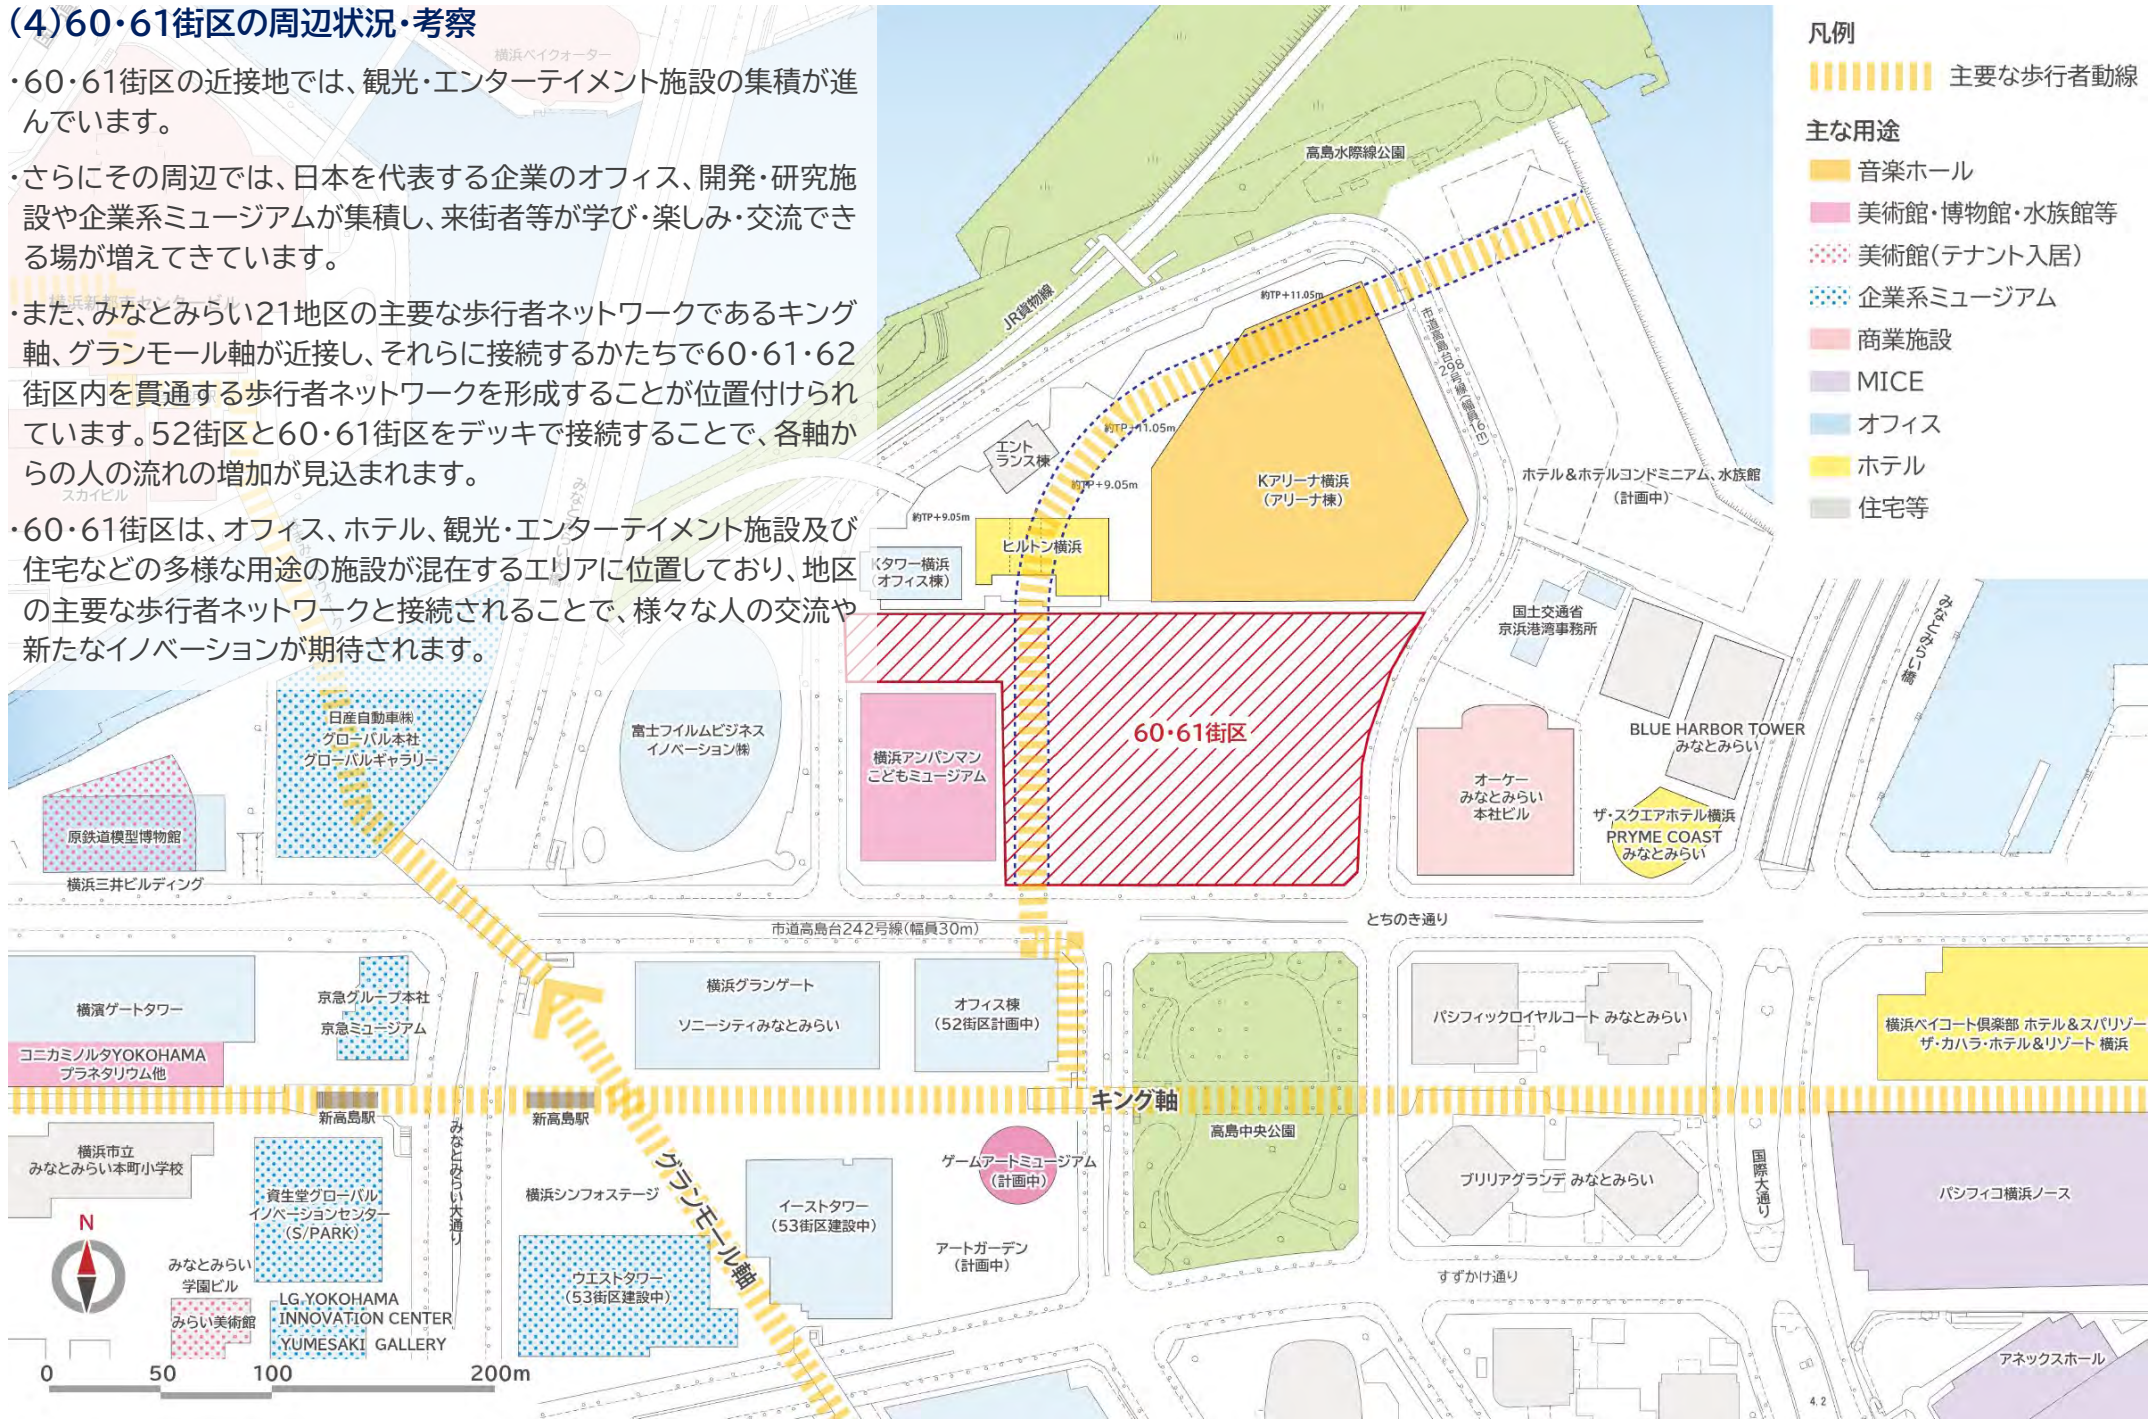 (4)60・61街区の周辺状況・考察
・60・61街区の近接地では、観光・エンターテイメント施設の集積が進
んでいます。
・さらにその周辺では、日本を代表する企業のオフィス、開発・研究施
設や企業系ミュージアムが集積し、来街者等が学び・楽しみ・交流でき
る場が増えてきています。
・また、みなとみらい21地区の主要な歩行者ネットワークであるキング
軸、グランモール軸が近接し、それらに接続するかたちで60・61・62
街区内を貫通する歩行者ネットワークを形成することが位置付けられ
ています。52街区と60・61街区をデッキで接続することで、各軸か
らの人の流れの増加が見込まれます。
・60・61街区は、オフィス、ホテル、観光・エンターテイメント施設及び
住宅などの多様な用途の施設が混在するエリアに位置しており、地区
の主要な歩行者ネットワークと接続されることで、様々な人の交流や
新たなイノベーションが期待されます。
横浜ベイクォーター
横浜新都市センタービル
スカイビル
凡例
主要な歩行者動線
主な用途
音楽ホール
美術館・博物館・水族館等
美術館(テナント入居)
企業系ミュージアム
商業施設
MICE
オフィス
ホテル
住宅等
高島水際線公園
JR貨物線
約TP+11.05m
市道高島台298号線(幅員16m)
約TP+11.05m
エント
ランス棟
約TP+9.05m
約TP+9.05m
Kアリーナ横浜
(アリーナ棟)
ホテル&ホテルコンドミニアム、水族館
(計画中)
ヒルトン横浜
Kタワー横浜
(オフィス棟)
国土交通省
京浜港湾事務所
みなとみらい橋
日産自動車㈱
グローバル本社
グローバルギャラリー
富士フイルムビジネス
イノベーション㈱
横浜アンパンマン
こどもミュージアム
60・61街区
BLUE HARBOR TOWER
みなとみらい
オーケー
みなとみらい
本社ビル
ザ・スクエアホテル横浜
PRYME COAST
みなとみらい
原鉄道模型博物館
横浜三井ビルディング
市道高島台242号線(幅員30m)
とちのき通り
横濱ゲートタワー
京急グループ本社
京急ミュージアム
横浜グランゲート
ソニーシティみなとみらい
オフィス棟
(52街区計画中)
パシフィックロイヤルコート みなとみらい
横浜ベイコート倶楽部 ホテル&スパリゾー
ザ・カハラ・ホテル&リゾート 横浜
コニカミノルタYOKOHAMA
プラネタリウム他
キング軸
新高島駅
新高島駅
みなとみらい大通り
高島中央公園
横浜市立
みなとみらい本町小学校
グランモール軸
ゲームアートミュージアム
(計画中)
ブリリアグランデ みなとみらい
国際大通り
パシフィコ横浜ノース
資生堂グローバル
イノベーションセンター
(S/PARK)
横浜シンフォステージ
イーストタワー
(53街区建設中)
アートガーデン
(計画中)
N
みなとみらい
学園ビル
みらい美術館
LG YOKOHAMA
INNOVATION CENTER
YUMESAKI GALLERY
ウエストタワー
(53街区建設中)
すずかけ通り
アネックスホール
0 50 100 200m
4.2